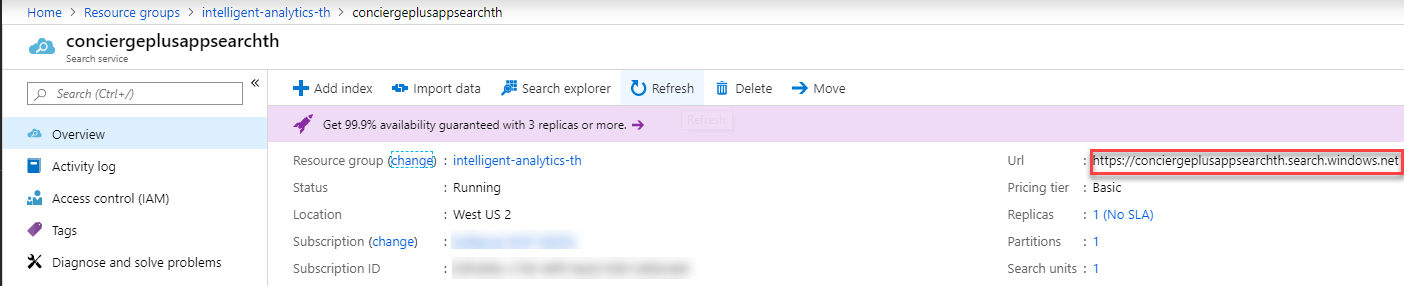 Home > Resource groups > intelligent-analytics-th > conciergeplusappsearchth
conciergeplusappsearchth
Search service
Search (Ctrl+/)
«
Overview
Activity log
Access control (IAM)
Tags
Diagnose and solve problems
Add index Import data Search explorer Refresh Delete Move
Get 99.9% availability guaranteed with 3 replicas or more. →
Refresh
Resource group (change) : intelligent-analytics-th
Status : Running
Location : West US 2
Subscription (change) :
Subscription ID :
Url : https://conciergeplusappsearchth.search.windows.net
Pricing tier : Basic
Replicas : 1 (No SLA)
Partitions : 1
Search units : 1